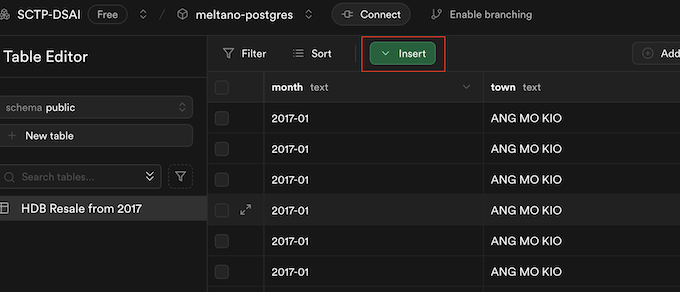 SCTP-DSAI Free / meltano-postgres Connect Enable branching
Table Editor
Filter Sort Insert Add
month text town text
schema public
New table
Search tables...
HDB Resale from 2017
2017-01 ANG MO KIO
2017-01 ANG MO KIO
2017-01 ANG MO KIO
2017-01 ANG MO KIO
2017-01 ANG MO KIO
2017-01 ANG MO KIO